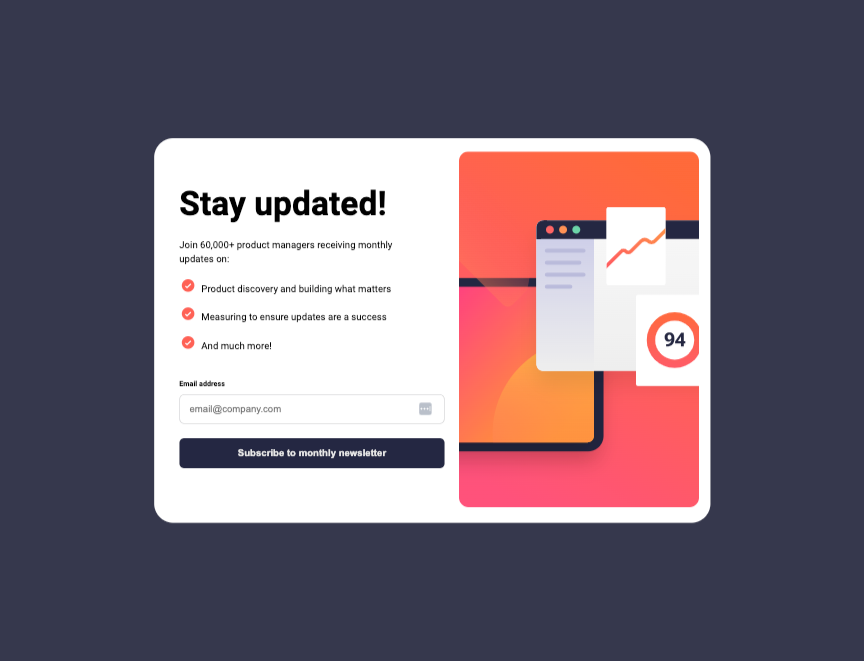 Stay updated!
Join 60,000+ product managers receiving monthly
updates on:
Product discovery and building what matters
Measuring to ensure updates are a success
And much more!
Email address
email@company.com
Subscribe to monthly newsletter
94